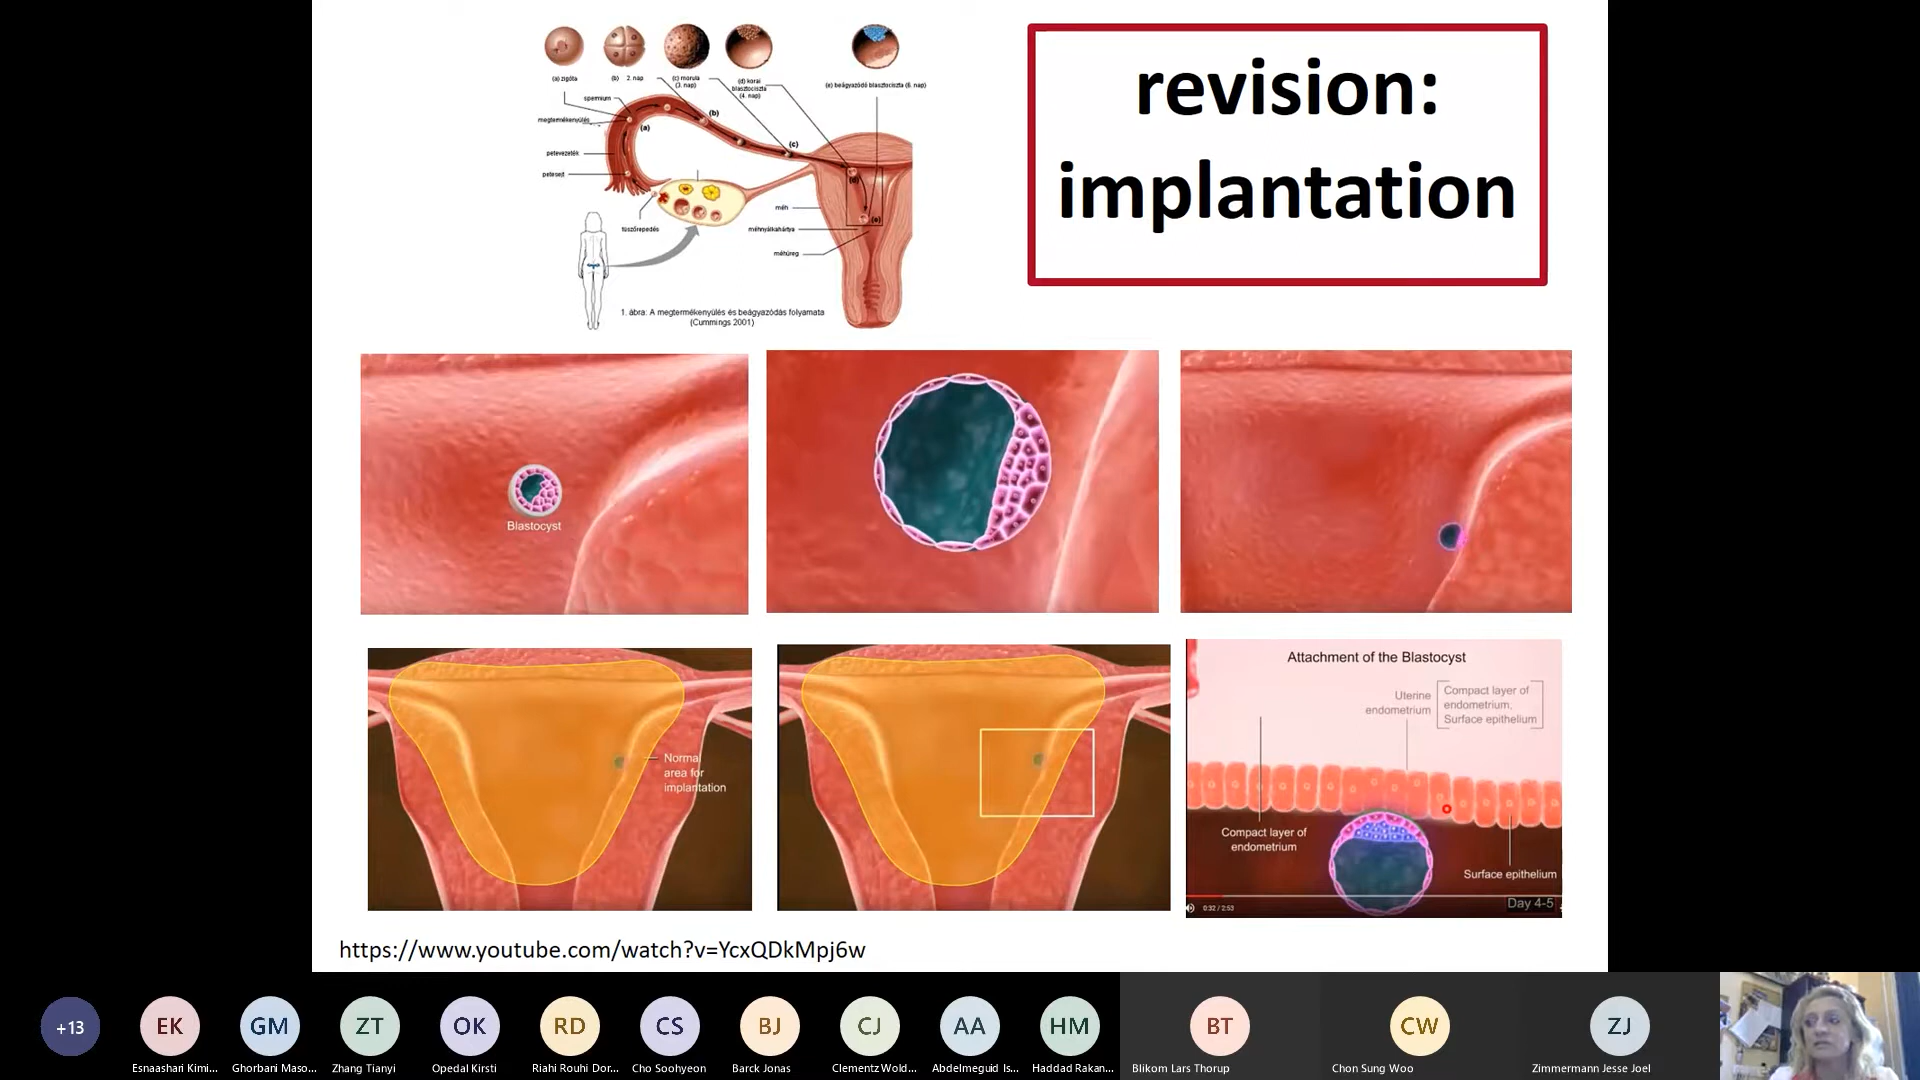 revision:
implantation
(a) zigóta
(b) 2. nap
(c) morula
(3. nap)
(d) korai
blasztociszta
(4. nap)
(e) beágyazódó blasztociszta (6. nap)
spermium
megtermékenyülés
(a)
(b)
(c)
petevezeték
petesejt
(d)
(e)
tüszőrepedés
méh
méhnyálkahártya
méhüreg
1. ábra: A megtermékenyülés és beágyazódás folyamata
(Cummings 2001)
Blastocyst
Normal
area for
implantation
Attachment of the Blastocyst
Uterine
endometrium
Compact layer of
endometrium,
Surface epithelium
Compact layer of
endometrium
Surface epithelium
0:32 / 2:53
Day 4-5
https://www.youtube.com/watch?v=YcxQDkMpj6w
+13
EK
GM
ZT
OK
RD
CS
BJ
CJ
AA
HM
BT
CW
ZJ
Esnaashari Kimi...
Ghorbani Maso...
Zhang Tianyi
Opedal Kirsti
Riahi Rouhi Dor...
Cho Soohyeon
Barck Jonas
Clementz Wold...
Abdelmeguid Is...
Haddad Rakan...
Blikom Lars Thorup
Chon Sung Woo
Zimmermann Jesse Joel